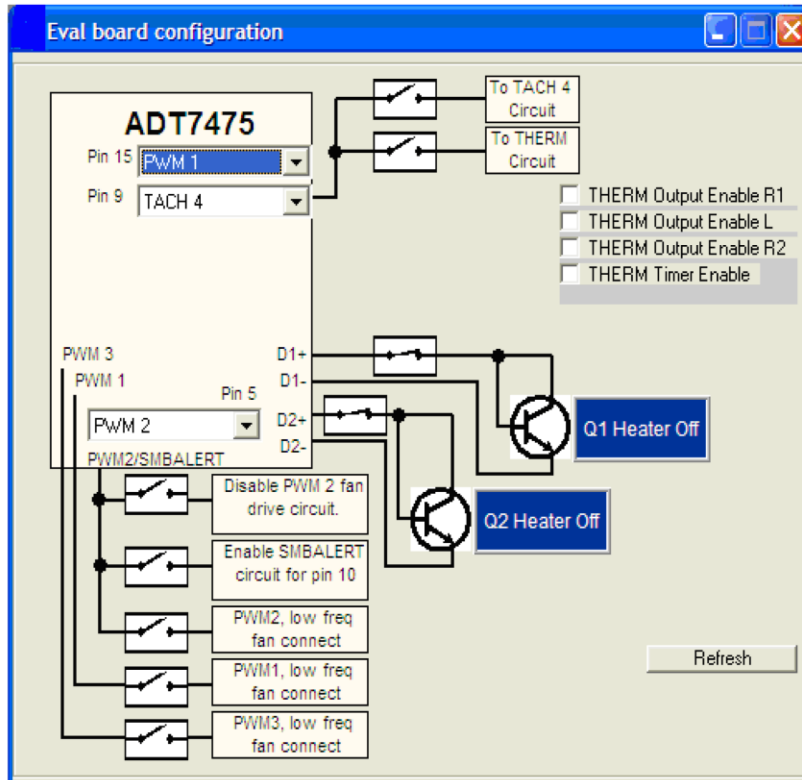 Eval board configuration
ADT7475
Pin 15 PWM 1
Pin 9 TACH 4
To TACH 4
Circuit
To THERM
Circuit
THERM Output Enable R1
THERM Output Enable L
THERM Output Enable R2
THERM Timer Enable
PWM 3
PWM 1
Pin 5
PWM 2
PWM2/SMBALERT
D1+
D1-
D2+
D2-
Q1 Heater Off
Q2 Heater Off
Disable PWM 2 fan
drive circuit.
Enable SMBALERT
circuit for pin 10
PWM2, low freq
fan connect
PWM1, low freq
fan connect
PWM3, low freq
fan connect
Refresh